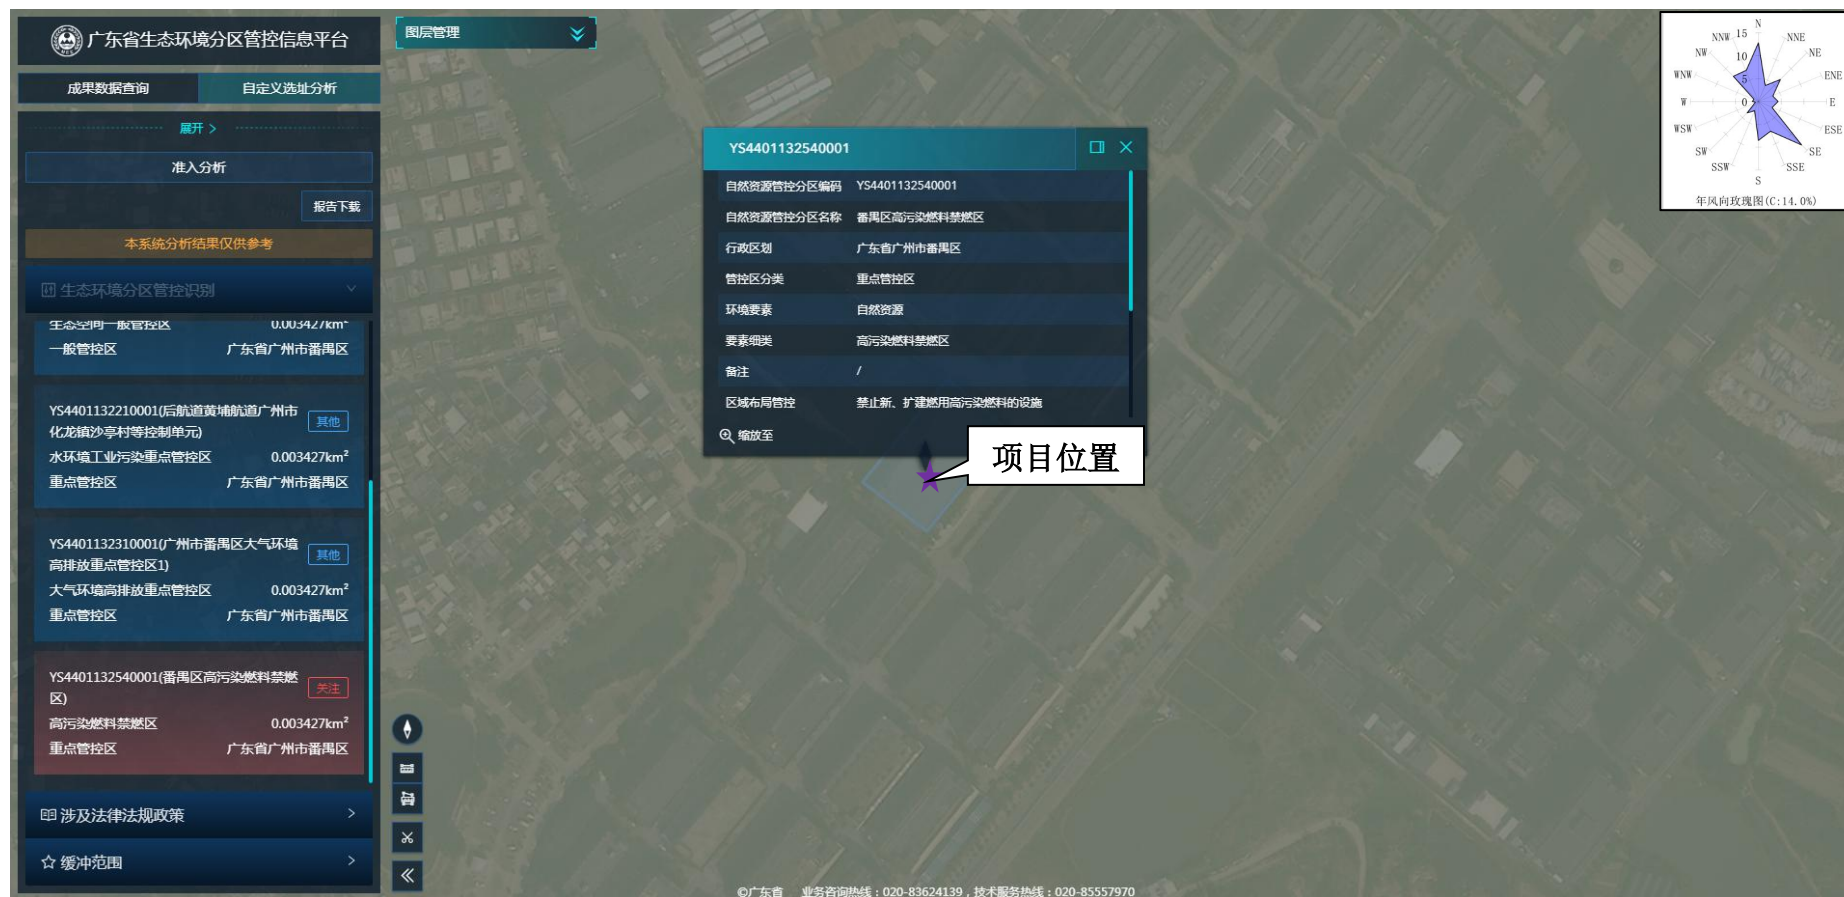 广东省生态环境分区管控信息平台
成果数据查询
自定义选址分析
展开 >
准入分析
报告下载
本系统分析结果仅供参考
生态环境分区管控识别
生态空间一般管控区 0.003427km²
一般管控区 广东省广州市番禺区
YS4401132210001(后航道黄埔航道广州市
化龙镇沙亭村等控制单元)
其他
水环境工业污染重点管控区 0.003427km²
重点管控区 广东省广州市番禺区
YS4401132310001(广州市番禺区大气环境
高排放重点管控区1)
其他
大气环境高排放重点管控区 0.003427km²
重点管控区 广东省广州市番禺区
YS4401132540001(番禺区高污染燃料禁燃
区)
关注
高污染燃料禁燃区 0.003427km²
重点管控区 广东省广州市番禺区
涉及法律法规政策
缓冲范围
图层管理
YS4401132540001
自然资源管控分区编码 YS4401132540001
自然资源管控分区名称 番禺区高污染燃料禁燃区
行政区划 广东省广州市番禺区
管控区分类 重点管控区
环境要素 自然资源
要素细类 高污染燃料禁燃区
备注 /
区域布局管控 禁止新、扩建燃用高污染燃料的设施
缩放至
项目位置
N
NNW 15 NNE
NW 10 NE
WNW 5 ENE
W 0 E
WSW ESE
SW SE
SSW SSE
S
年风向玫瑰图(C:14.0%)
©广东省 业务咨询热线：020-83624139，技术服务热线：020-85557970